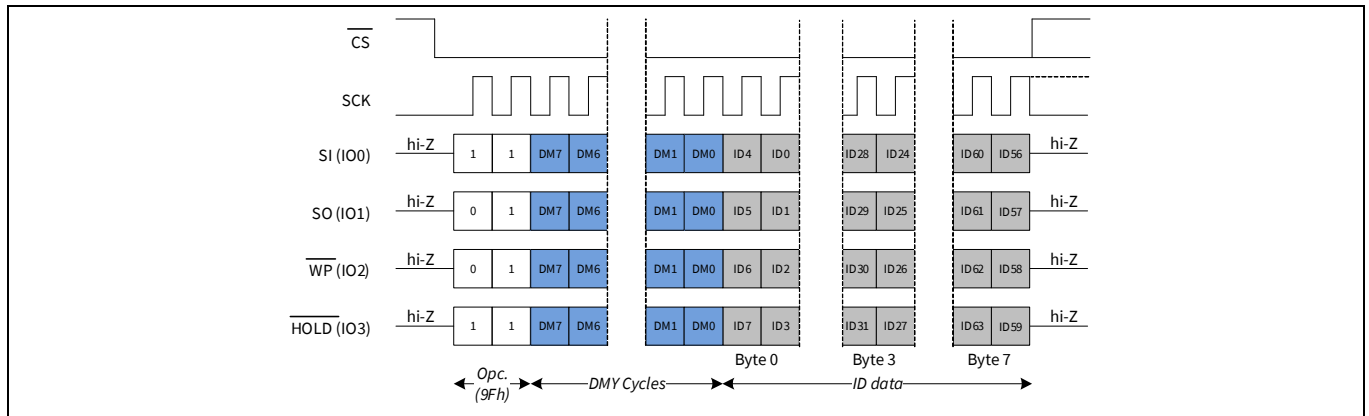 CS
SCK
SI (IO0) hi-Z 1 1 DM7 DM6 DM1 DM0 ID4 ID0 ID28 ID24 ID60 ID56 hi-Z
SO (IO1) hi-Z 0 1 DM7 DM6 DM1 DM0 ID5 ID1 ID29 ID25 ID61 ID57 hi-Z
WP (IO2) hi-Z 0 1 DM7 DM6 DM1 DM0 ID6 ID2 ID30 ID26 ID62 ID58 hi-Z
HOLD (IO3) hi-Z 1 1 DM7 DM6 DM1 DM0 ID7 ID3 ID31 ID27 ID63 ID59 hi-Z
Byte 0 Byte 3 Byte 7
Opc. (9Fh) DMY Cycles ID data